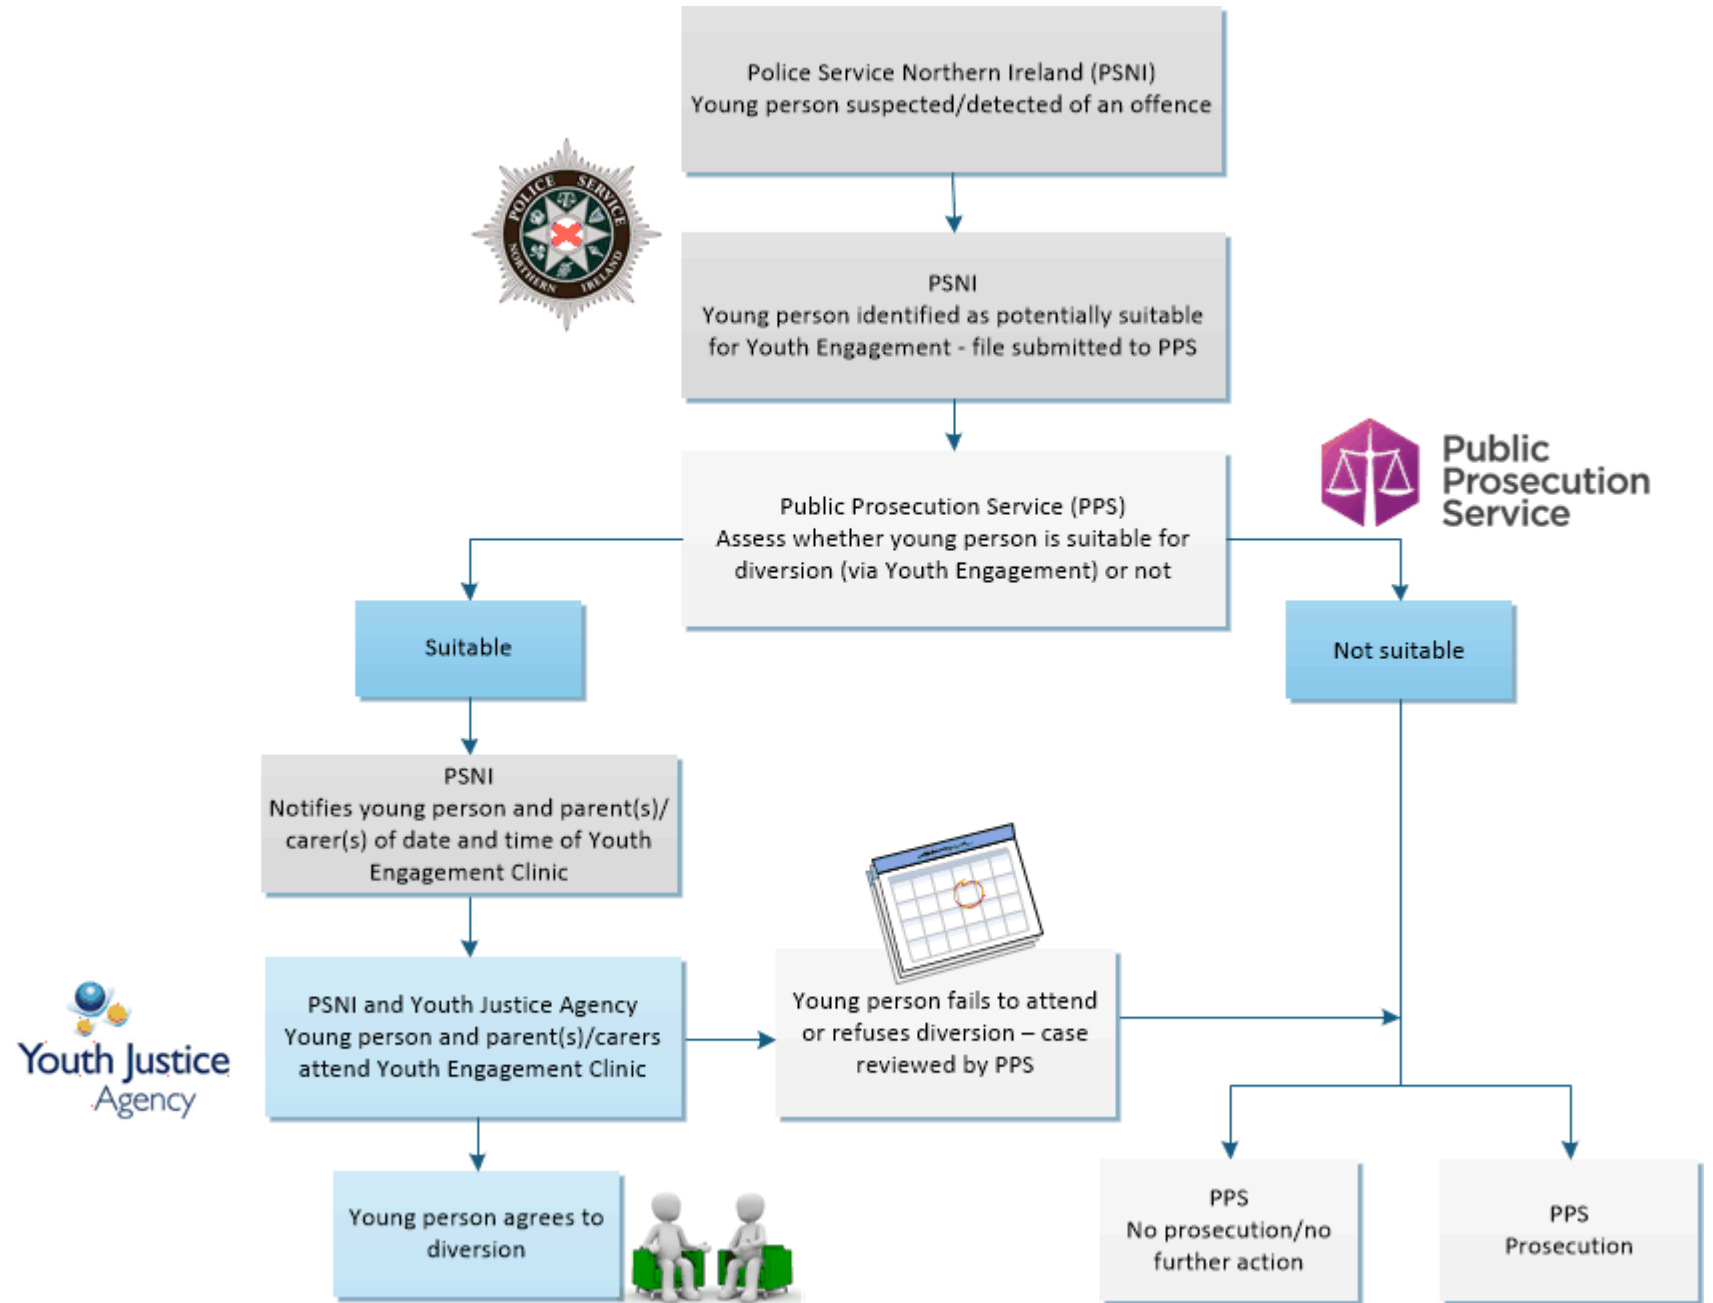 Police Service Northern Ireland (PSNI)
Young person suspected/detected of an offence
POLICE SERVICE
NORTHERN IRELAND
PSNI
Young person identified as potentially suitable
for Youth Engagement - file submitted to PPS
Public
Prosecution
Service
Public Prosecution Service (PPS)
Assess whether young person is suitable for
diversion (via Youth Engagement) or not
Suitable
Not suitable
PSNI
Notifies young person and parent(s)/
carer(s) of date and time of Youth
Engagement Clinic
Youth Justice
Agency
PSNI and Youth Justice Agency
Young person and parent(s)/carers
attend Youth Engagement Clinic
Young person fails to attend
or refuses diversion – case
reviewed by PPS
Young person agrees to
diversion
PPS
No prosecution/no
further action
PPS
Prosecution